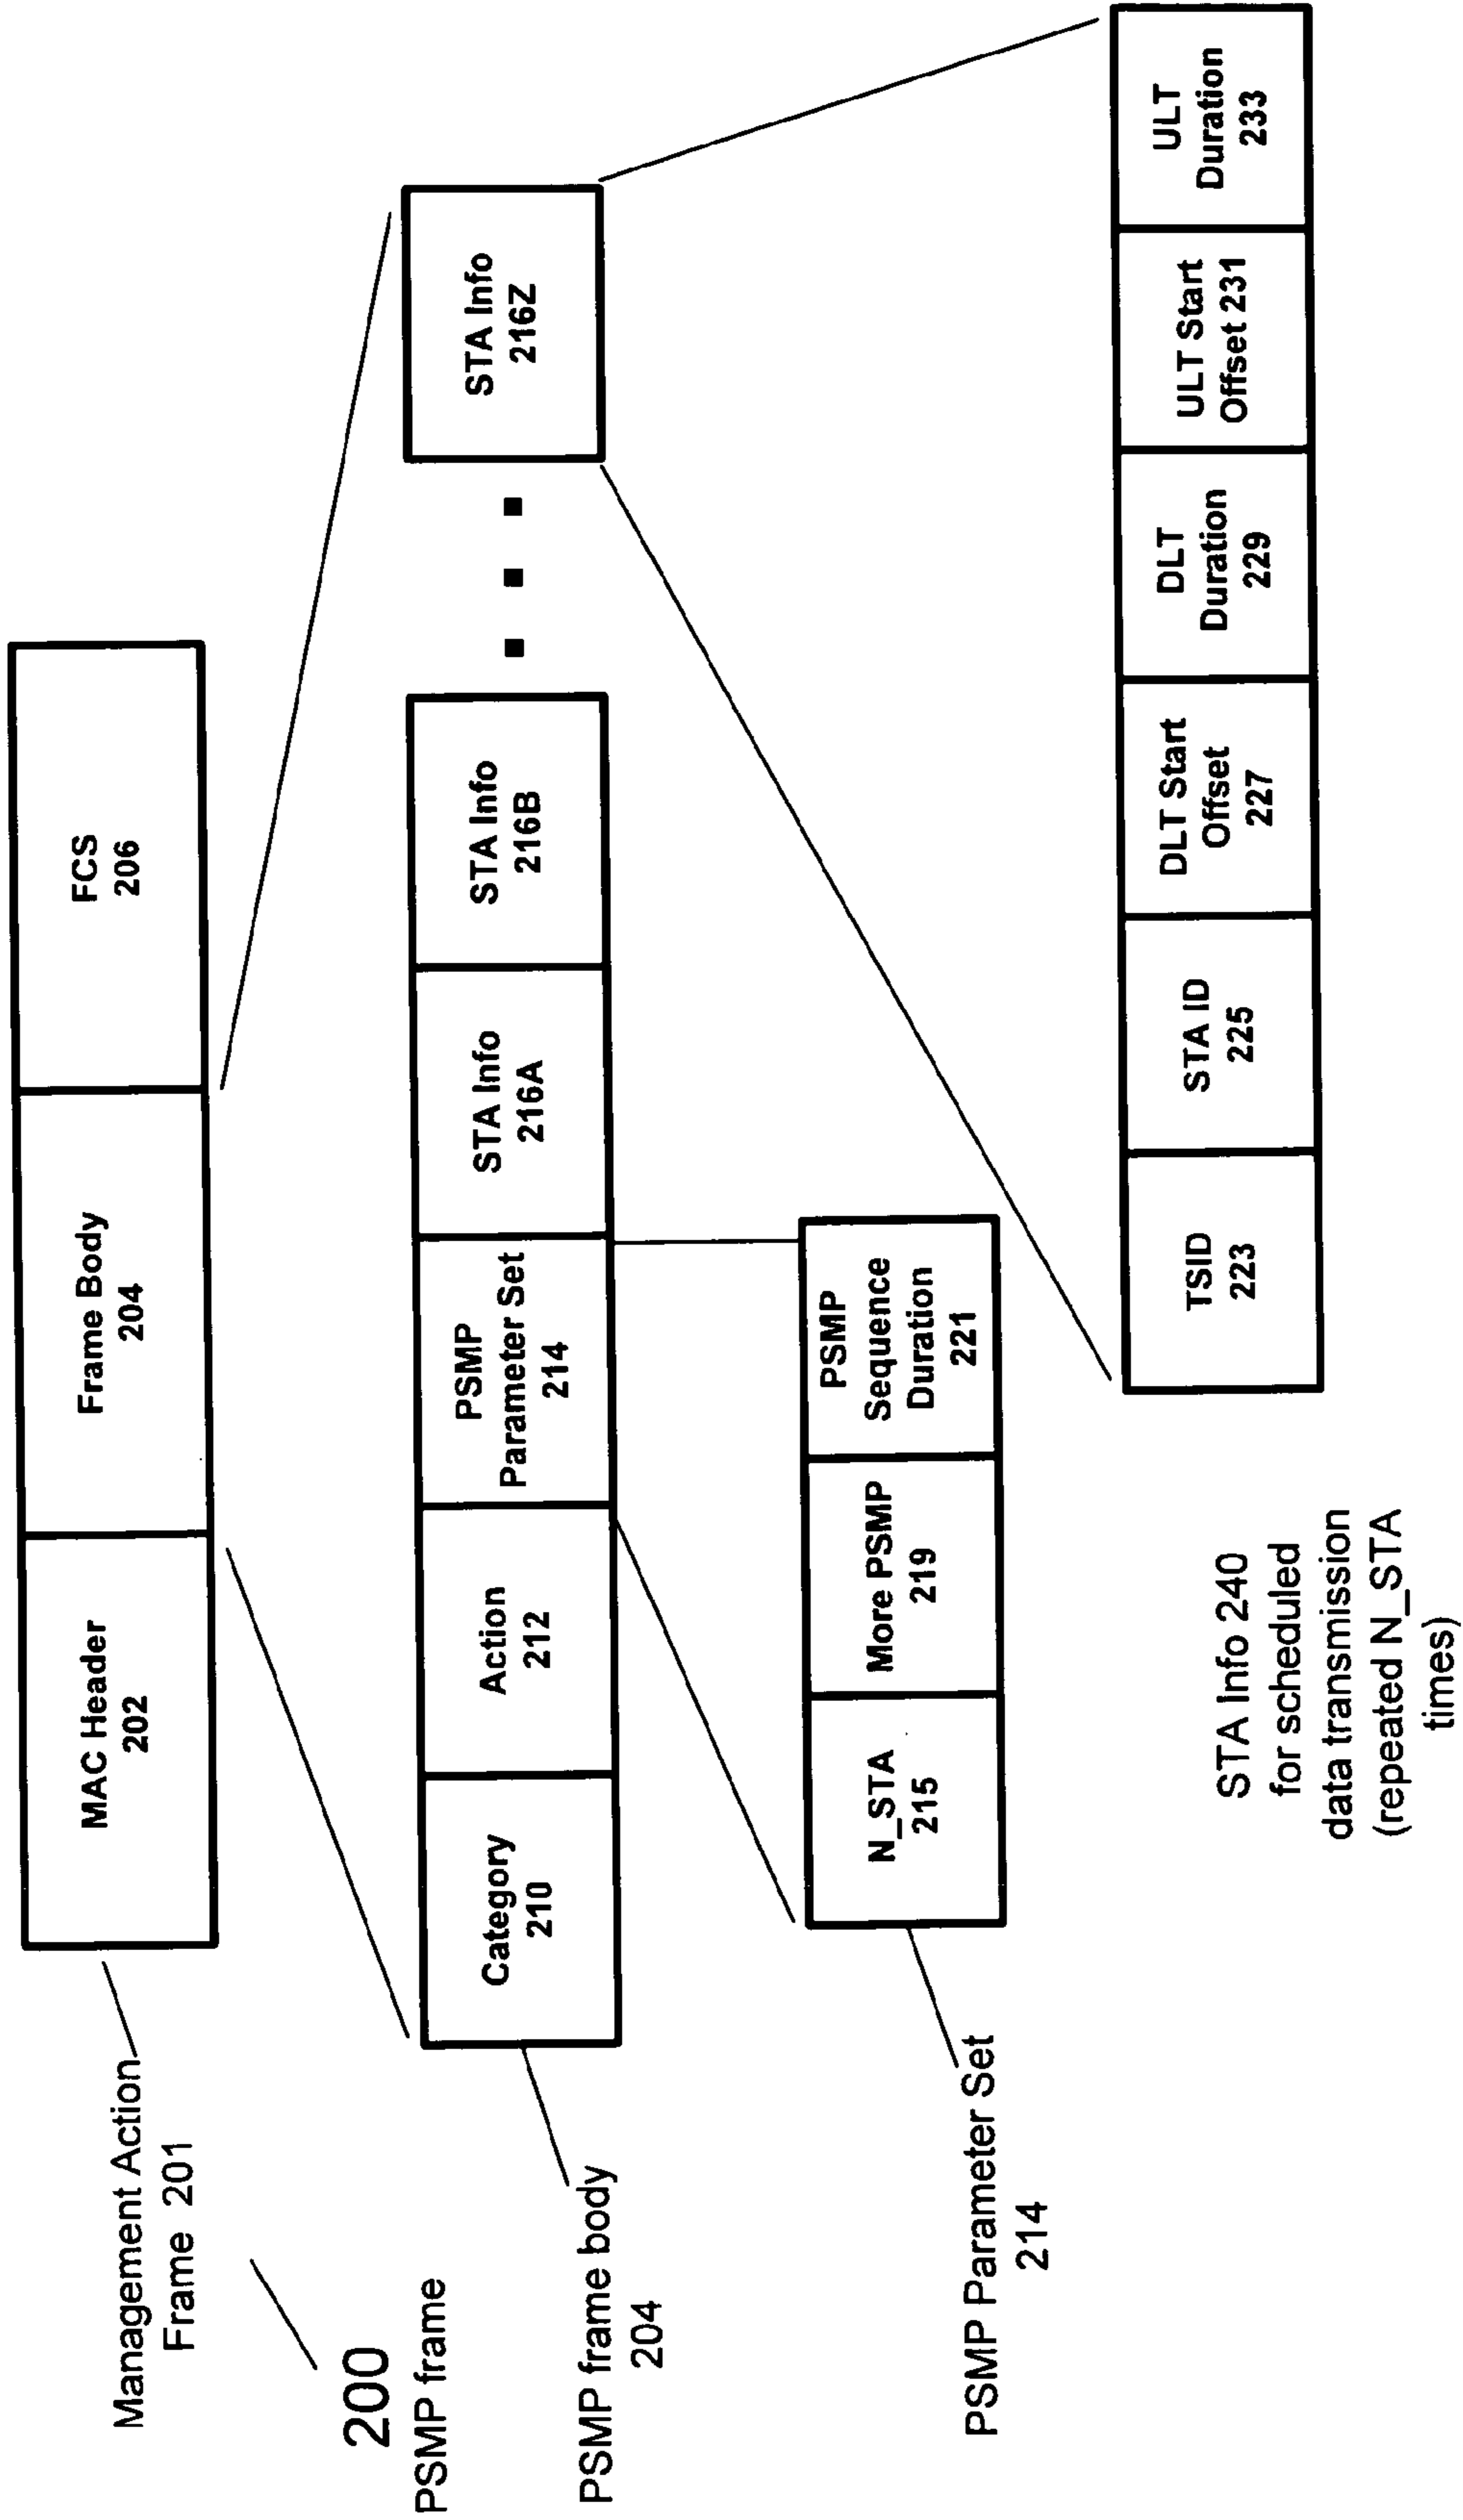 Management Action
Frame 201
MAC Header
202
Frame Body
204
FCS
206
200
PSMP frame
PSMP frame body
204
Category
210
Action
212
PSMP
Parameter Set
214
STA Info
216A
STA Info
216B
STA Info
216Z
PSMP Parameter Set
214
N_STA
215
More PSMP
219
PSMP
Sequence
Duration
221
STA Info 240
for scheduled
data transmission
(repeated N_STA
times)
TSID
223
STA ID
225
DLT Start
Offset
227
DLT
Duration
229
ULT Start
Offset 231
ULT
Duration
233